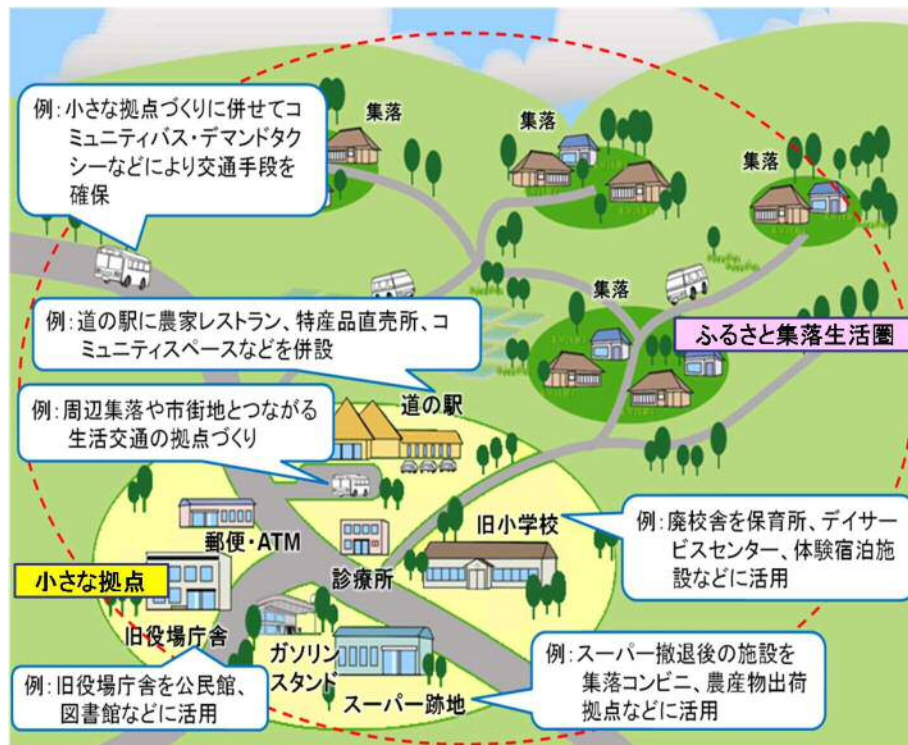 例：小さな拠点づくりに併せてコ
ミュニティバス・デマンドタク
シーなどにより交通手段を
確保
集落
集落
集落
集落
ふるさと集落生活圏
例：道の駅に農家レストラン、特産品直売所、コ
ミュニティスペースなどを併設
道の駅
例：周辺集落や市街地とつながる
生活交通の拠点づくり
郵便・ATM
診療所
旧小学校
例：廃校舎を保育所、デイサー
ビスセンター、体験宿泊施
設などに活用
小さな拠点
旧役場庁舎
ガソリン
スタンド
スーパー跡地
例：旧役場庁舎を公民館、
図書館などに活用
例：スーパー撤退後の施設を
集落コンビニ、農産物出荷
拠点などに活用